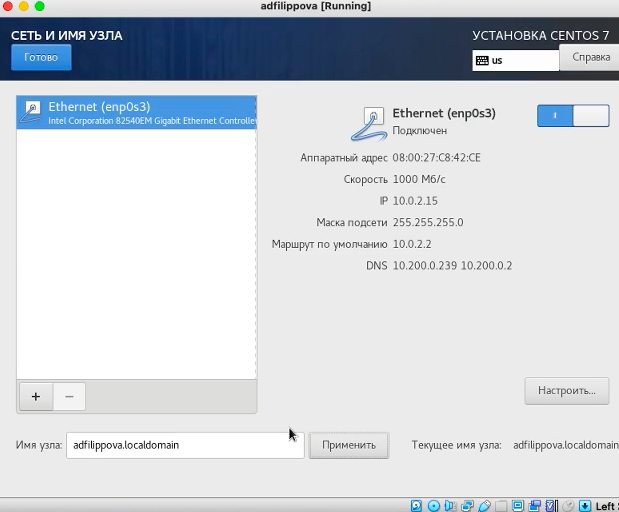 adfilippova [Running]
СЕТЬ И ИМЯ УЗЛА
УСТАНОВКА CENTOS 7
Готово
us
Справка
Ethernet (enp0s3)
Intel Corporation 82540EM Gigabit Ethernet Controlle
Ethernet (enp0s3)
Подключен
Аппаратный адрес 08:00:27:C8:42:CE
Скорость 1000 Мб/с
IP 10.0.2.15
Маска подсети 255.255.255.0
Маршрут по умолчанию 10.0.2.2
DNS 10.200.0.239 10.200.0.2
+ −
Настроить...
Имя узла: adfilippova.localdomain Применить Текущее имя узла: adfilippova.localdomain
Left